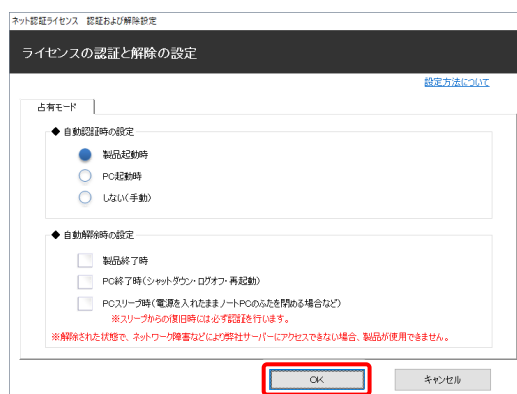 ネット認証ライセンス　認証および解除設定
ライセンスの認証と解除の設定
設定方法について
占有モード
◆ 自動認証時の設定
製品起動時
PC起動時
しない(手動)
◆ 自動解除時の設定
製品終了時
PC終了時(シャットダウン・ログオフ・再起動)
PCスリープ時(電源を入れたままノートPCのふたを閉める場合など)
※スリープからの復旧時には必ず認証を行います。
※解除された状態で、ネットワーク障害などにより弊社サーバーにアクセスできない場合、製品が使用できません。
OK
キャンセル